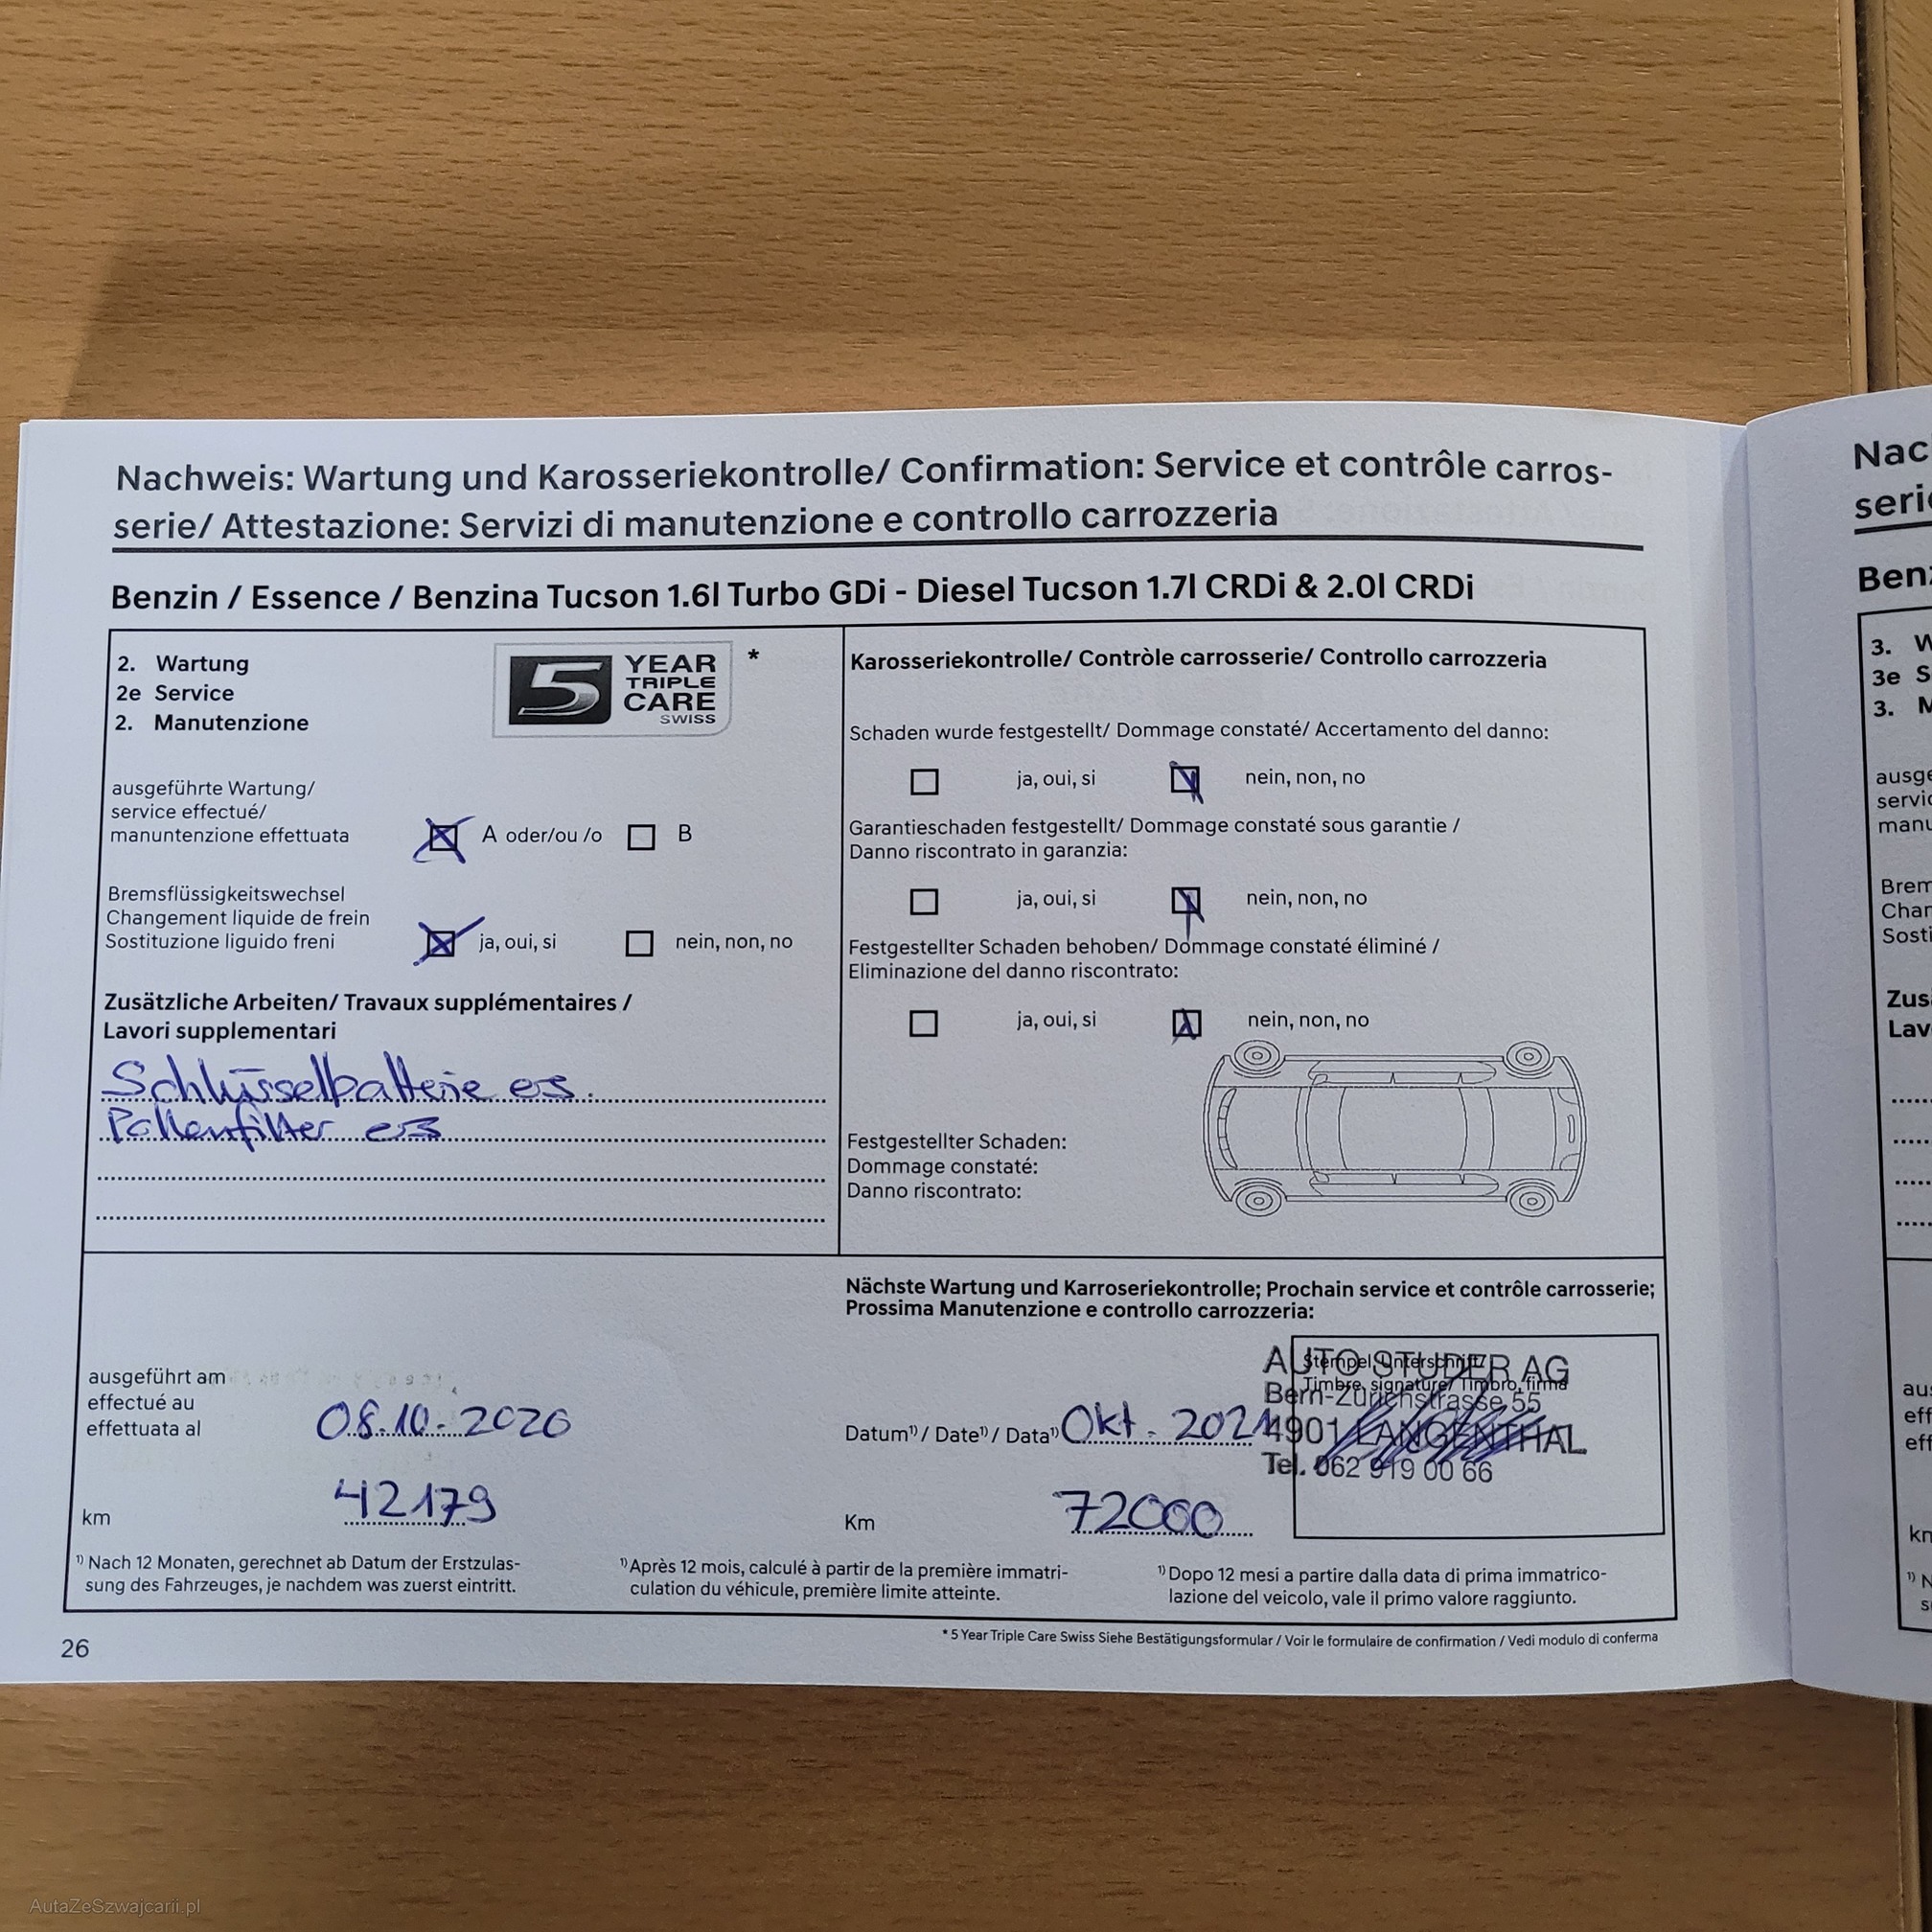 Nachweis: Wartung und Karosseriekontrolle/ Confirmation: Service et contrôle carros-
serie/ Attestazione: Servizi di manutenzione e controllo carrozzeria
Benzin / Essence / Benzina Tucson 1.6l Turbo GDi - Diesel Tucson 1.7l CRDi & 2.0l CRDi
2. Wartung
2e Service
2. Manutenzione
5 YEAR
TRIPLE
CARE
SWISS
*
ausgeführte Wartung/
service effectué/
manuntenzione effettuata
A oder/ou /o
B
Bremsflüssigkeitswechsel
Changement liquide de frein
Sostituzione liguido freni
ja, oui, si
nein, non, no
Zusätzliche Arbeiten/ Travaux supplémentaires /
Lavori supplementari
Schlüsselbatterie ers.
Pollenfilter ers
Karosseriekontrolle/ Contròle carrosserie/ Controllo carrozzeria
Schaden wurde festgestellt/ Dommage constaté/ Accertamento del danno:
ja, oui, si
nein, non, no
Garantieschaden festgestellt/ Dommage constaté sous garantie /
Danno riscontrato in garanzia:
ja, oui, si
nein, non, no
Festgestellter Schaden behoben/ Dommage constaté éliminé /
Eliminazione del danno riscontrato:
ja, oui, si
nein, non, no
Festgestellter Schaden:
Dommage constaté:
Danno riscontrato:
ausgeführt am
effectué au
effettuata al
08.10.2020
km
42179
Nächste Wartung und Karroseriekontrolle; Prochain service et contrôle carrosserie;
Prossima Manutenzione e controllo carrozzeria:
Datum¹⁾/ Date¹⁾/ Data¹⁾
Okt. 2021
Km
72000
Stempel, Unterschrift/
Timbre, signature/ Timbro, firma
AUTO STUDER AG
Bern-Zürichstrasse 55
4901 LANGENTHAL
Tel. 062 919 00 66
¹⁾ Nach 12 Monaten, gerechnet ab Datum der Erstzulas-
sung des Fahrzeuges, je nachdem was zuerst eintritt.
¹⁾ Après 12 mois, calculé à partir de la première immatri-
culation du véhicule, première limite atteinte.
¹⁾ Dopo 12 mesi a partire dalla data di prima immatrico-
lazione del veicolo, vale il primo valore raggiunto.
* 5 Year Triple Care Swiss Siehe Bestätigungsformular / Voir le formulaire de confirmation / Vedi modulo di conferma
26
3.
3e
3.
AutaZeSzwajcarii.pl